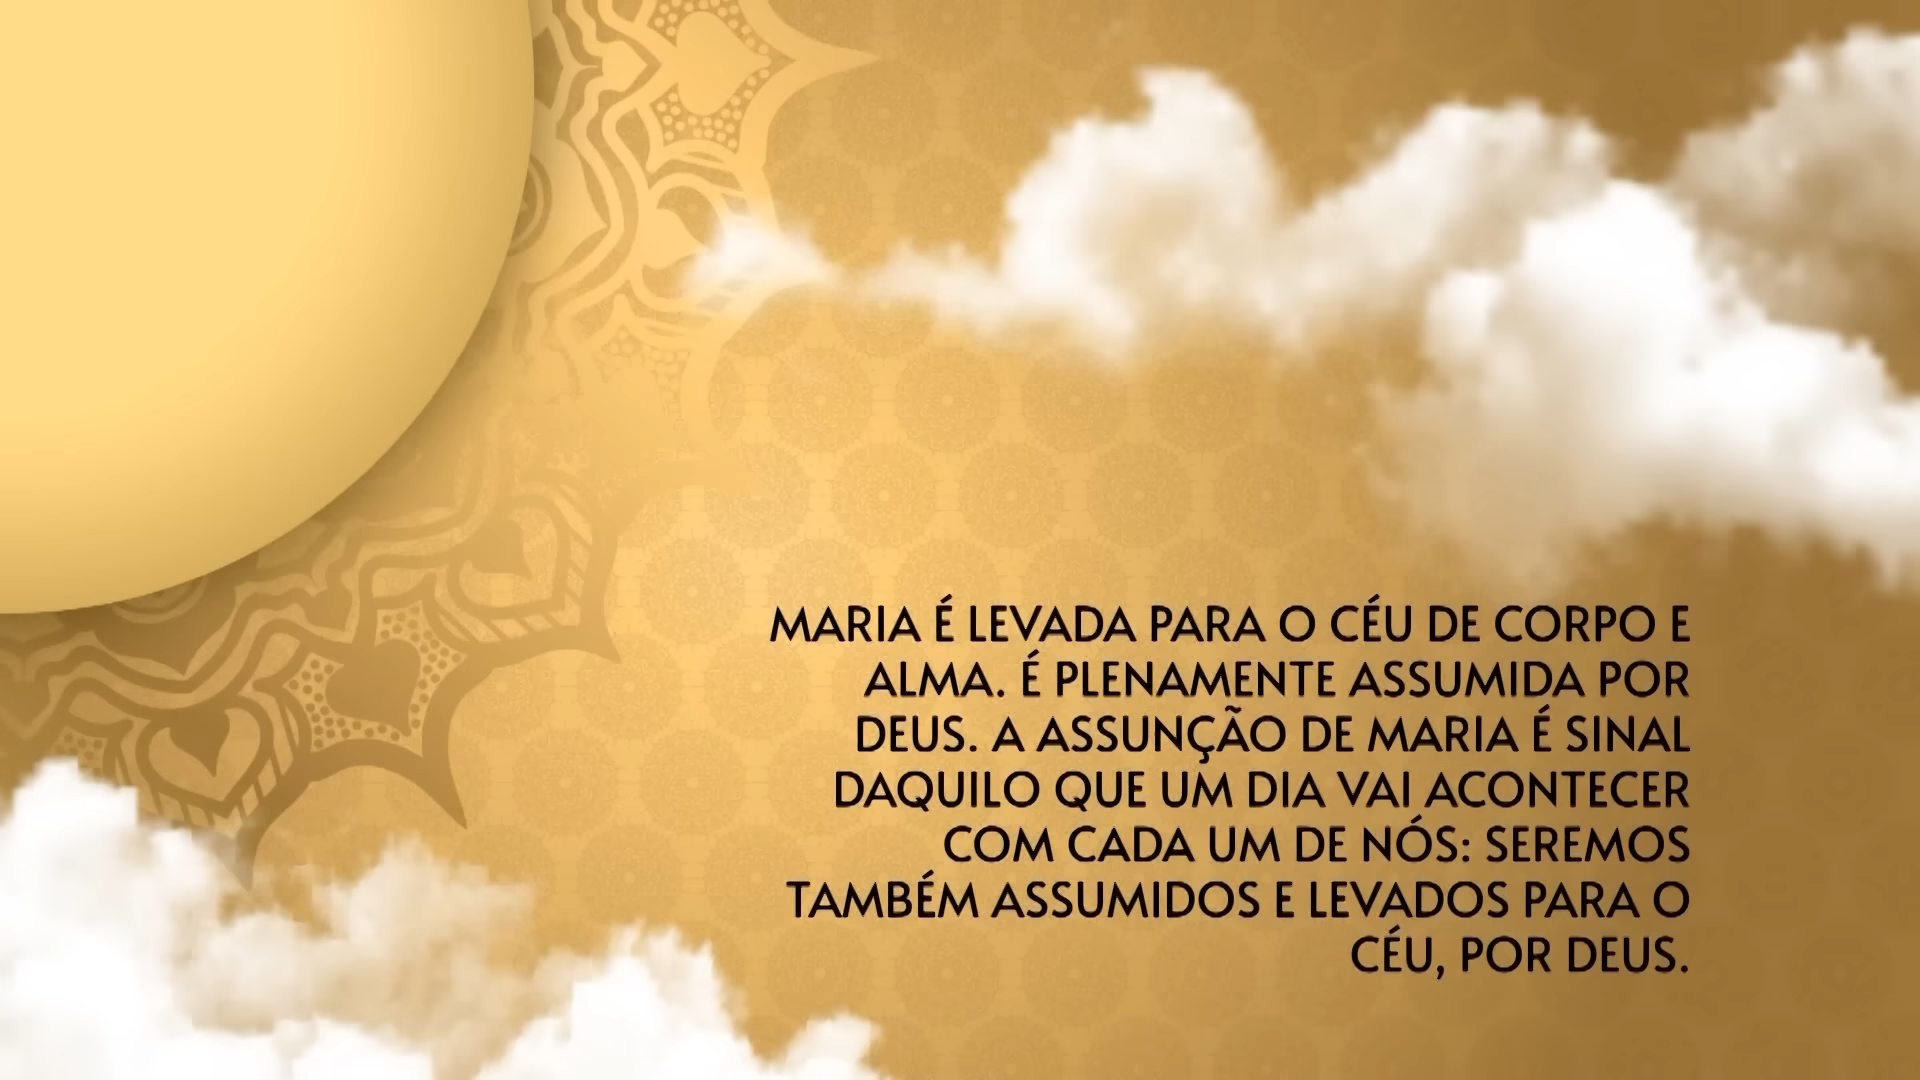 MARIA É LEVADA PARA O CÉU DE CORPO E
ALMA. É PLENAMENTE ASSUMIDA POR
DEUS. A ASSUNÇÃO DE MARIA É SINAL
DAQUILO QUE UM DIA VAI ACONTECER
COM CADA UM DE NÓS: SEREMOS
TAMBÉM ASSUMIDOS E LEVADOS PARA O
CÉU, POR DEUS.